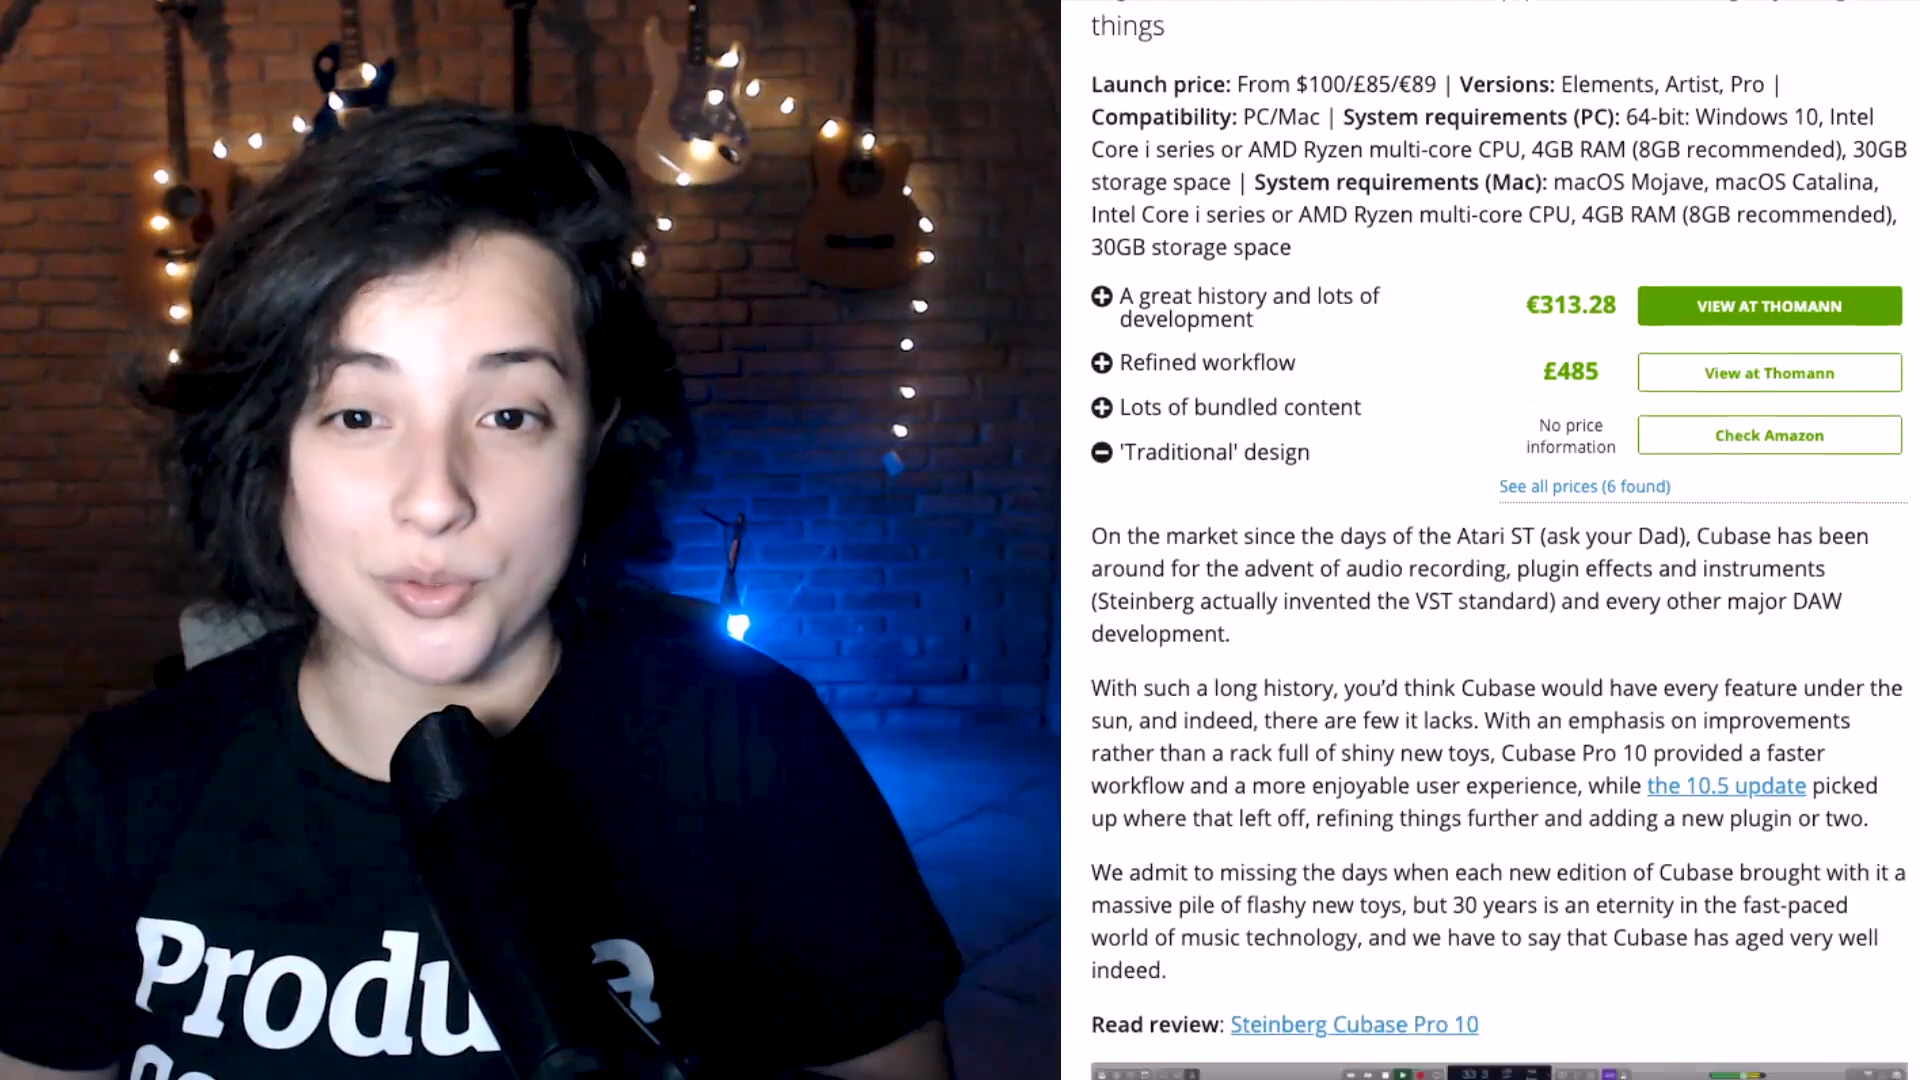 things
Launch price: From $100/£85/€89 | Versions: Elements, Artist, Pro |
Compatibility: PC/Mac | System requirements (PC): 64-bit: Windows 10, Intel
Core i series or AMD Ryzen multi-core CPU, 4GB RAM (8GB recommended), 30GB
storage space | System requirements (Mac): macOS Mojave, macOS Catalina,
Intel Core i series or AMD Ryzen multi-core CPU, 4GB RAM (8GB recommended),
30GB storage space
A great history and lots of
development
Refined workflow
Lots of bundled content
'Traditional' design
€313.28 VIEW AT THOMANN
£485 View at Thomann
No price
information
Check Amazon
See all prices (6 found)
On the market since the days of the Atari ST (ask your Dad), Cubase has been
around for the advent of audio recording, plugin effects and instruments
(Steinberg actually invented the VST standard) and every other major DAW
development.
With such a long history, you’d think Cubase would have every feature under the
sun, and indeed, there are few it lacks. With an emphasis on improvements
rather than a rack full of shiny new toys, Cubase Pro 10 provided a faster
workflow and a more enjoyable user experience, while the 10.5 update picked
up where that left off, refining things further and adding a new plugin or two.
We admit to missing the days when each new edition of Cubase brought with it a
massive pile of flashy new toys, but 30 years is an eternity in the fast-paced
world of music technology, and we have to say that Cubase has aged very well
indeed.
Read review: Steinberg Cubase Pro 10
Produ